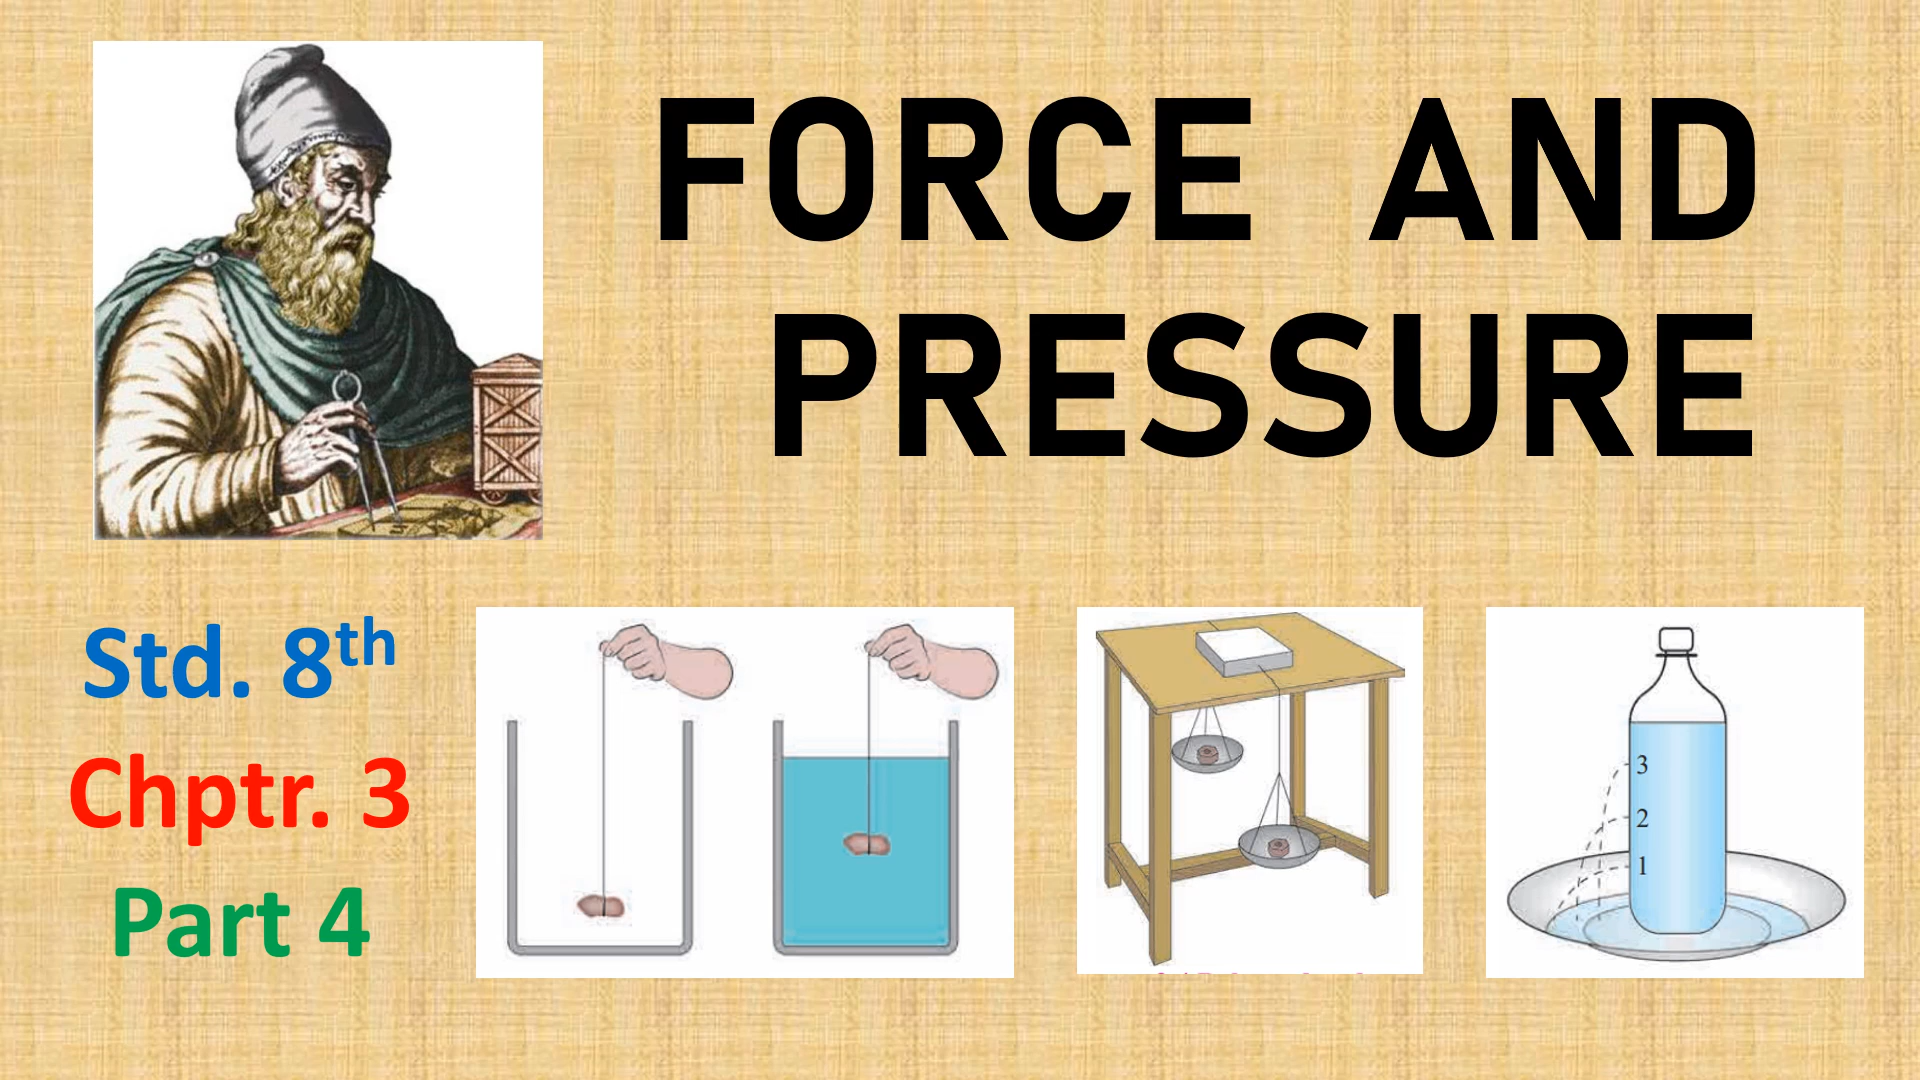 FORCE AND
PRESSURE
Std. 8th
Chptr. 3
Part 4
3
2
1